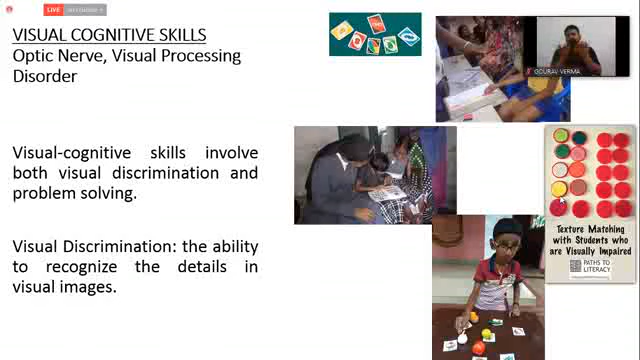 LIVE
VISUAL COGNITIVE SKILLS
Optic Nerve, Visual Processing
Disorder
Visual-cognitive skills involve
both visual discrimination and
problem solving.
Visual Discrimination: the ability
to recognize the details in
visual images.
GOURAV VERMA
Texture Matching
with Students who
are Visually Impaired
PATHS TO
LITERACY